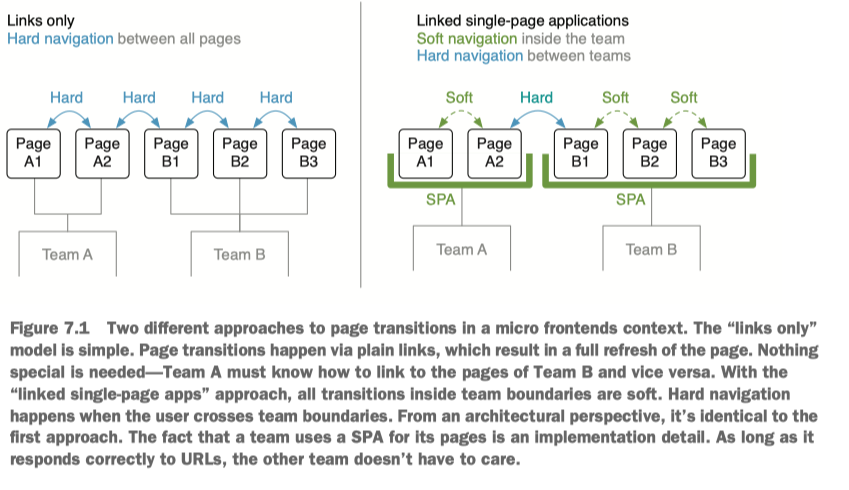 Links only
Hard navigation between all pages
Hard
Hard
Hard
Hard
Page
A1
Page
A2
Page
B1
Page
B2
Page
B3
Team A
Team B
Linked single-page applications
Soft navigation inside the team
Hard navigation between teams
Soft
Hard
Soft
Soft
Page
A1
Page
A2
Page
B1
Page
B2
Page
B3
SPA
SPA
Team A
Team B
Figure 7.1 Two different approaches to page transitions in a micro frontends context. The “links only”
model is simple. Page transitions happen via plain links, which result in a full refresh of the page. Nothing
special is needed—Team A must know how to link to the pages of Team B and vice versa. With the
“linked single-page apps” approach, all transitions inside team boundaries are soft. Hard navigation
happens when the user crosses team boundaries. From an architectural perspective, it’s identical to the
first approach. The fact that a team uses a SPA for its pages is an implementation detail. As long as it
responds correctly to URLs, the other team doesn’t have to care.